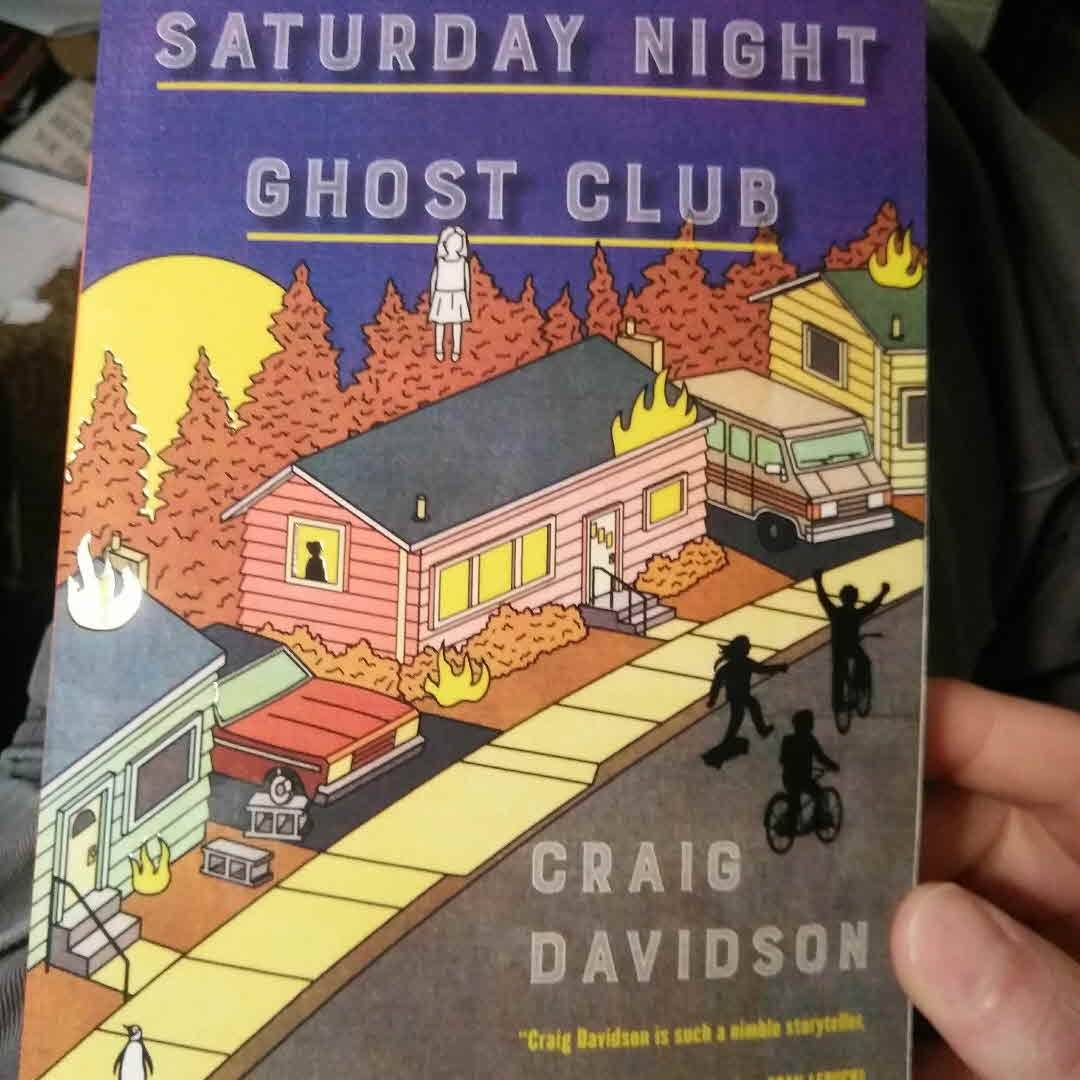 SATURDAY NIGHT
GHOST CLUB
CRAIG
DAVIDSON
"Craig Davidson is such a nimble storyteller,